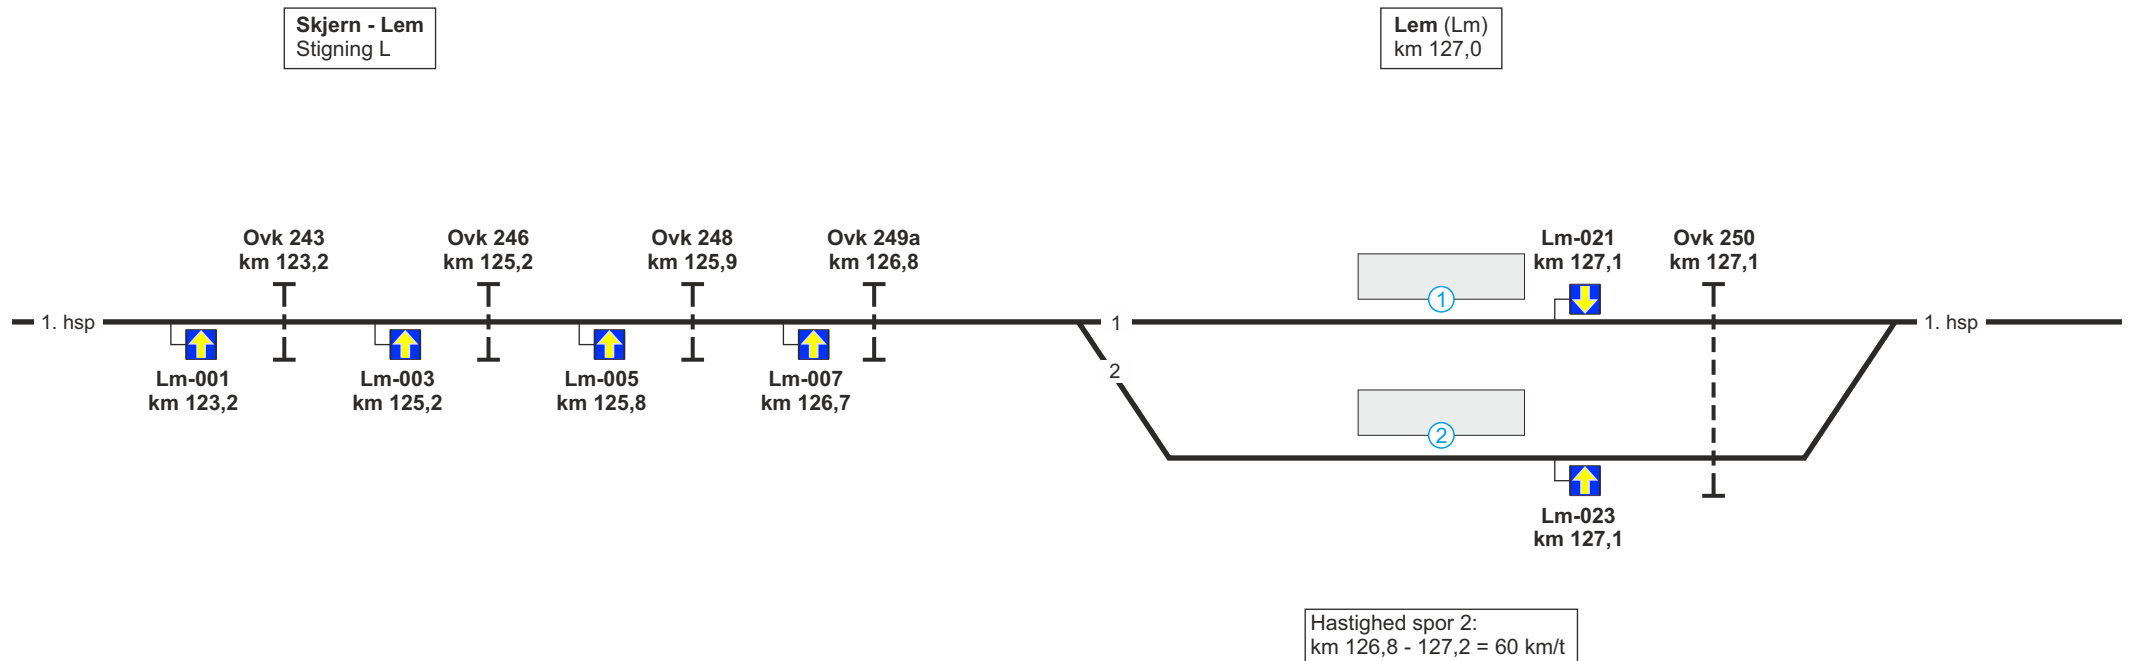 Skjern - Lem
Stigning L
Lem (Lm)
km 127,0
Ovk 243
km 123,2
Ovk 246
km 125,2
Ovk 248
km 125,9
Ovk 249a
km 126,8
Lm-021
km 127,1
Ovk 250
km 127,1
1
1. hsp
1
1. hsp
Lm-001
km 123,2
Lm-003
km 125,2
Lm-005
km 125,8
Lm-007
km 126,7
2
2
Lm-023
km 127,1
Hastighed spor 2:
km 126,8 - 127,2 = 60 km/t